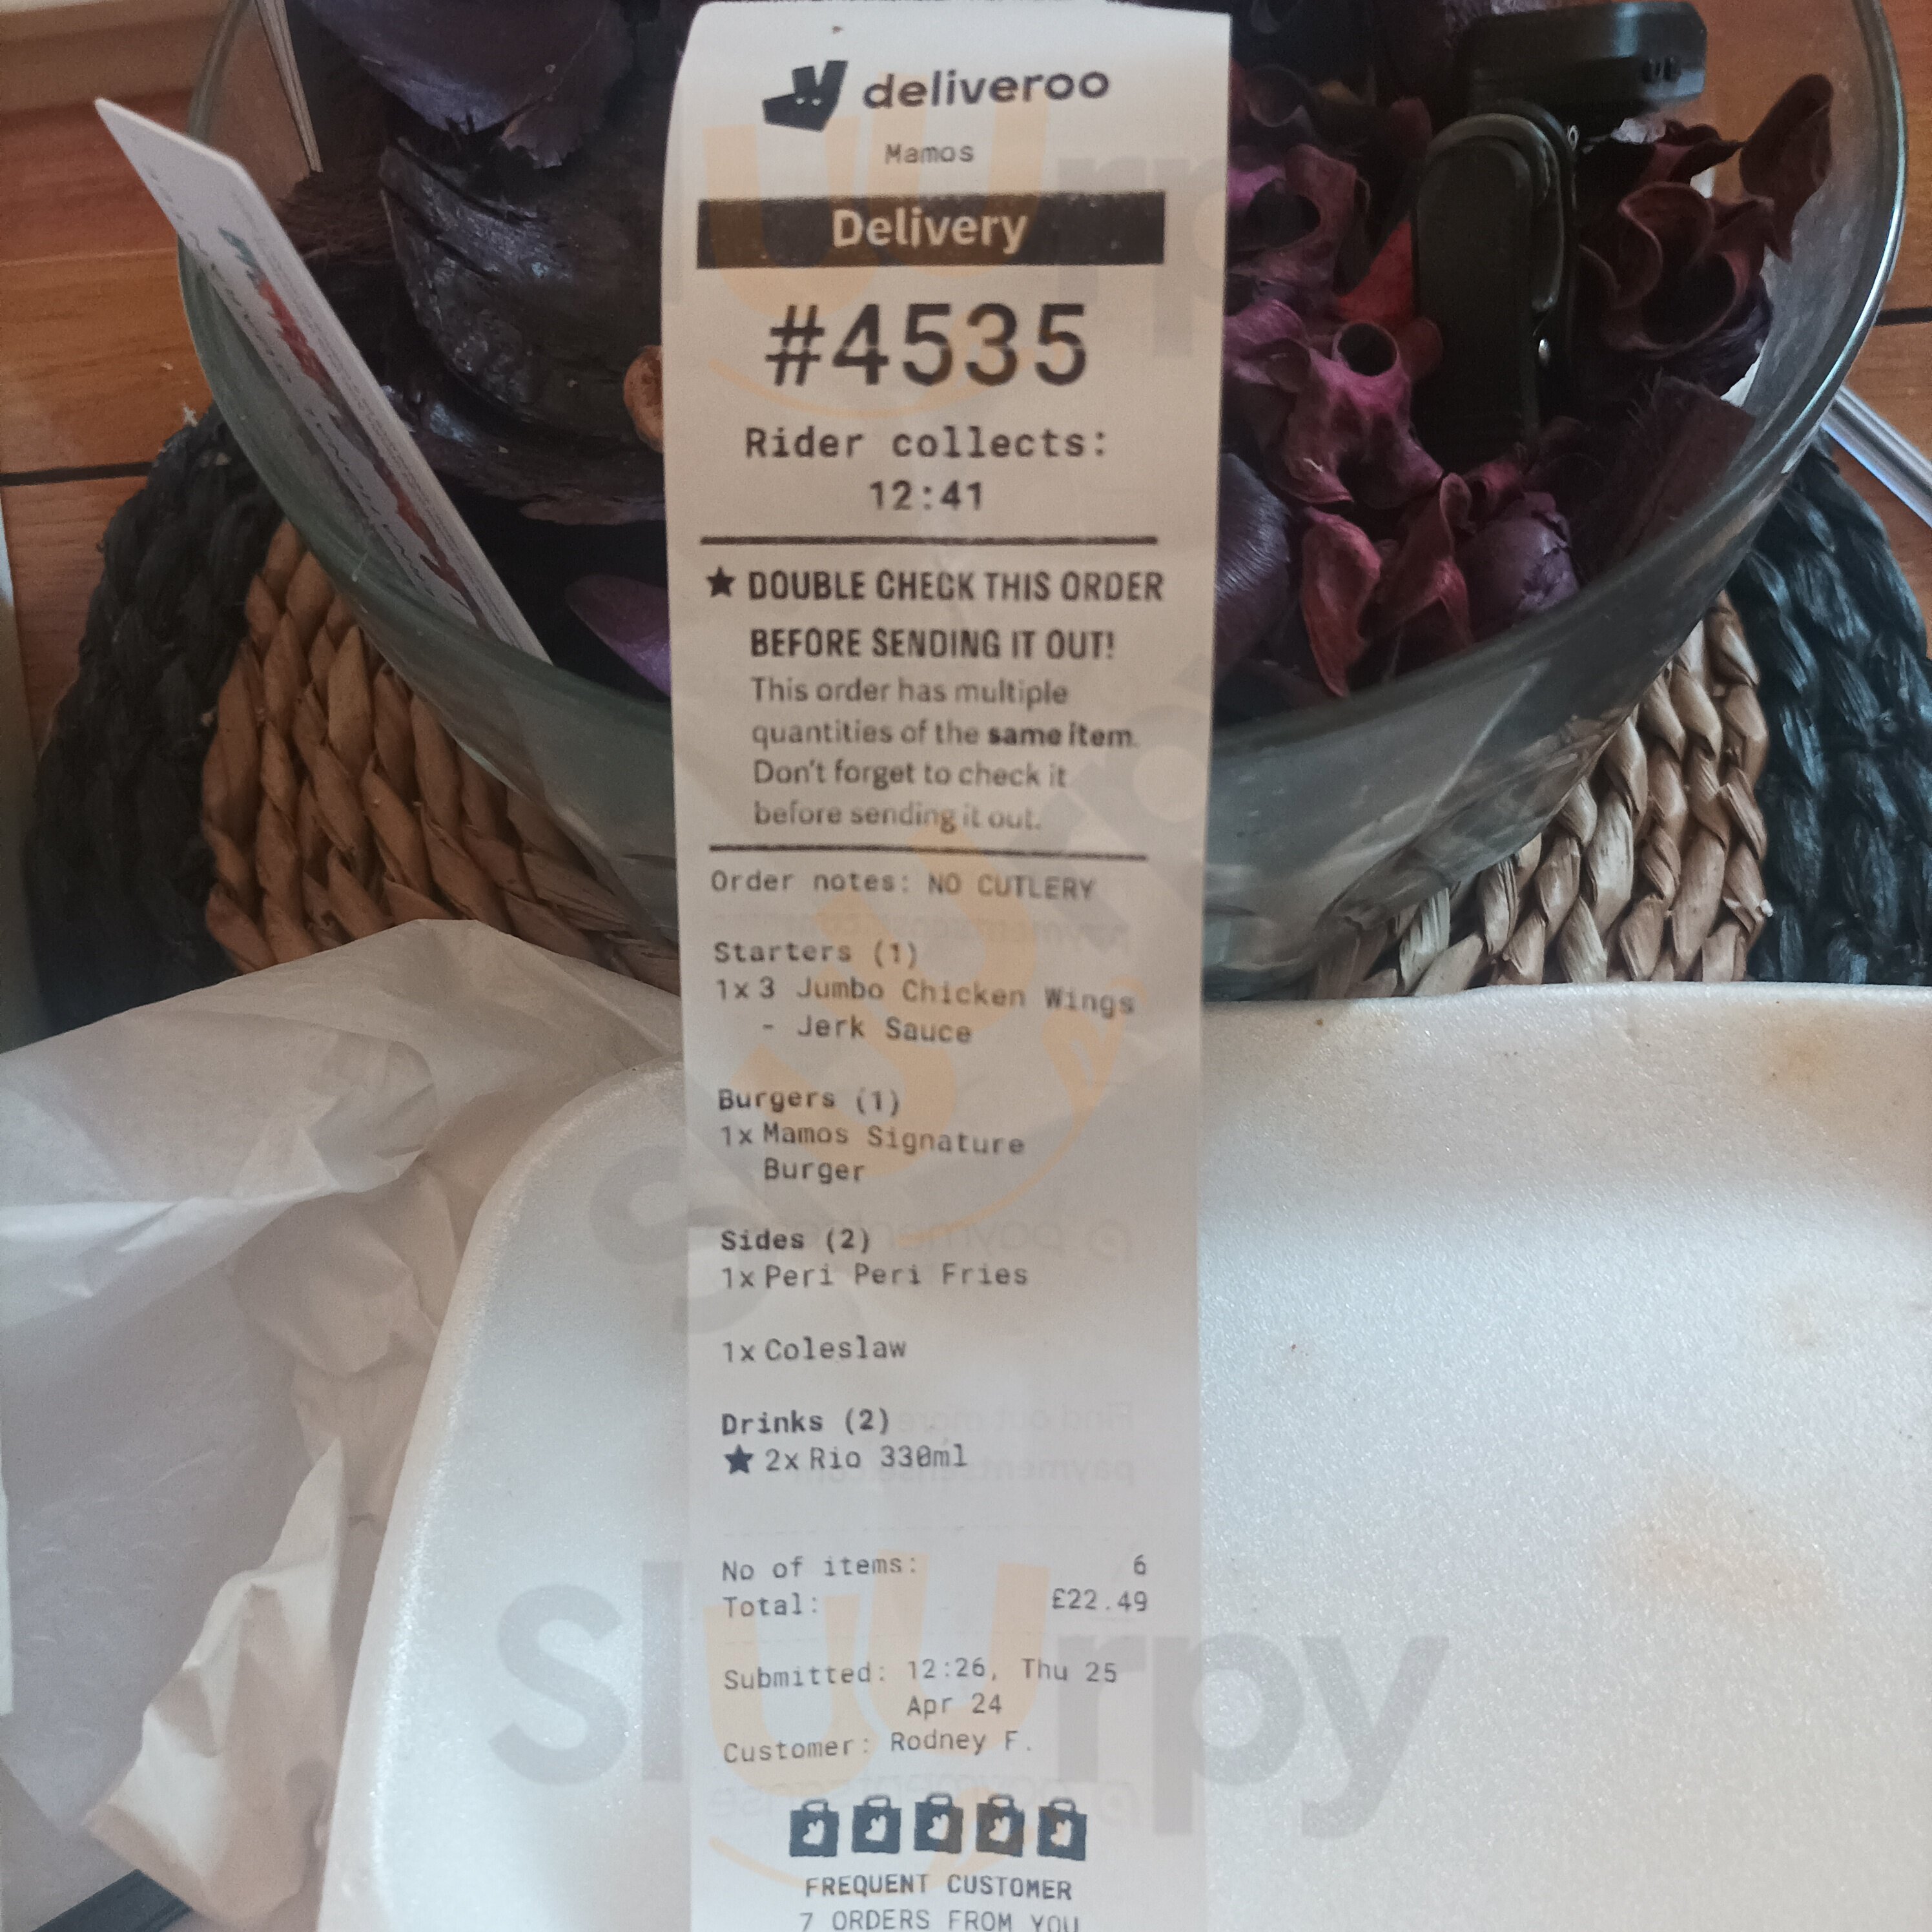 deliveroo
Mamos
Delivery
#4535
Rider collects:
12:41
★ DOUBLE CHECK THIS ORDER
BEFORE SENDING IT OUT!
This order has multiple
quantities of the same item.
Don't forget to check it
before sending it out.
Order notes: NO CUTLERY
Starters (1)
1x 3 Jumbo Chicken Wings
- Jerk Sauce
Burgers (1)
1x Mamos Signature
Burger
Sides (2)
1x Peri Peri Fries
1x Coleslaw
Drinks (2)
★ 2x Rio 330ml
No of items: 6
Total: £22.49
Submitted: 12:26, Thu 25
Apr 24
Customer: Rodney F.
FREQUENT CUSTOMER
7 ORDERS FROM YOU
Slurpy